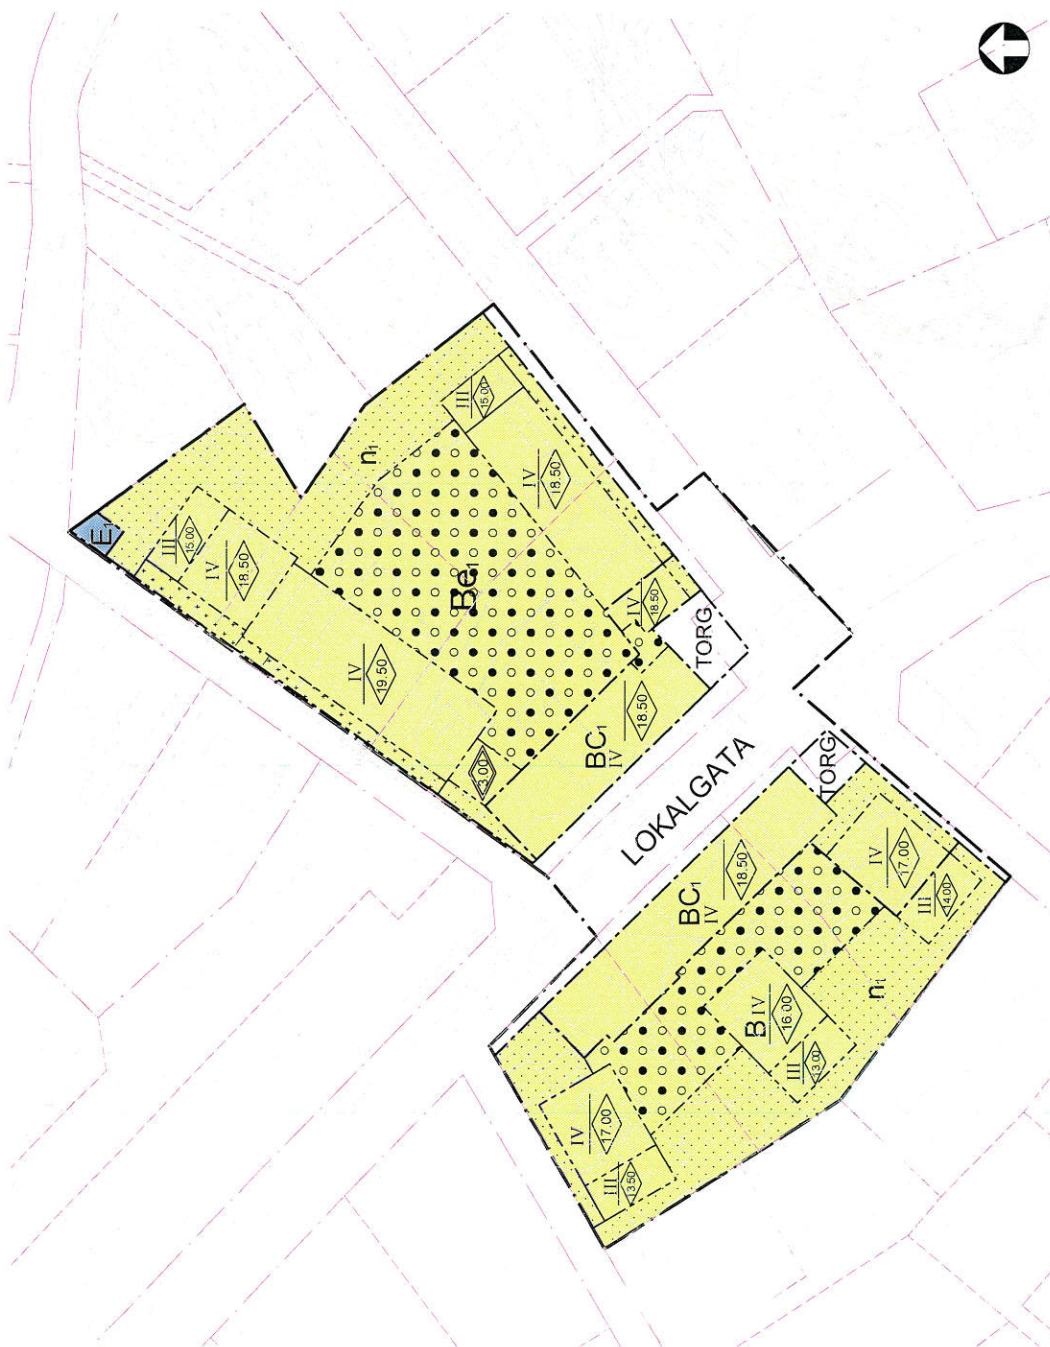 E1
III
15.00
IV
18.50
n1
III
15.00
IV
18.50
Be1
IV
19.50
IV
18.50
TORG
3.00
BC1
IV
18.50
LOKALGATA
TORG
BC1
IV
18.50
IV
17.00
III
14.00
n1
B IV
16.00
III
13.00
IV
17.00
III
13.50